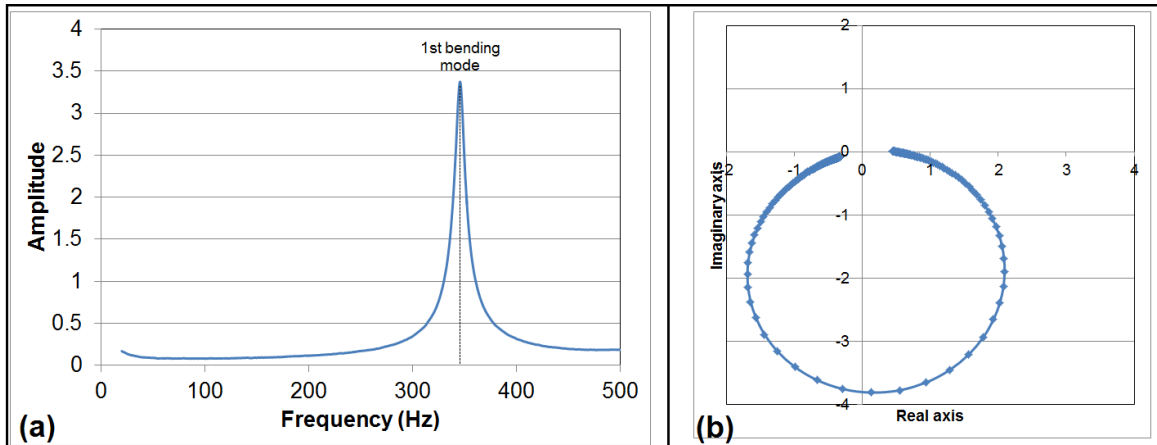 1st bending
mode
4
3.5
3
2.5
2
1.5
1
0.5
0
Amplitude
0 100 200 300 400 500
Frequency (Hz)
(a)
2
1
0
-2 -1 0 1 2 3 4
-1
-2
-3
-4
Imaginary axis
Real axis
(b)